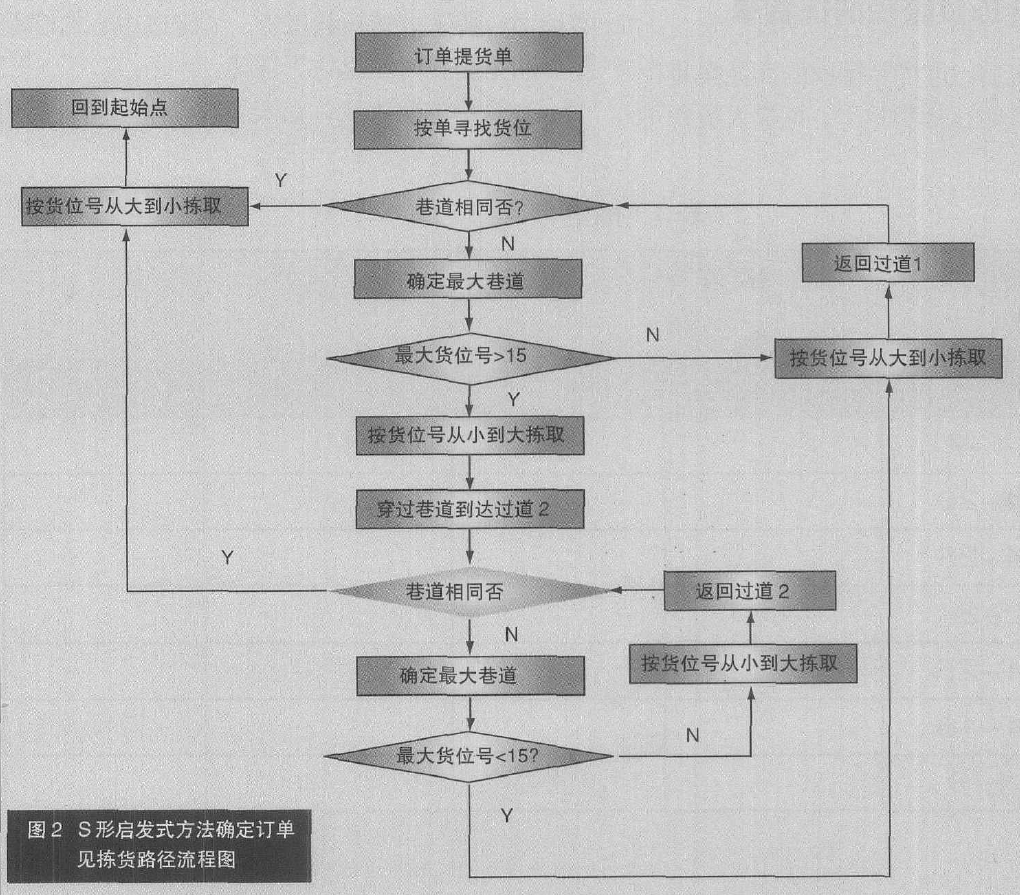 订单提货单
回到起始点
按单寻找货位
Y
按货位号从大到小拣取
巷道相同否?
N
确定最大巷道
返回过道1
最大货位号>15
N
按货位号从大到小拣取
Y
按货位号从小到大拣取
穿过巷道到达过道2
Y
巷道相同否
返回过道2
N
按货位号从小到大拣取
确定最大巷道
N
最大货位号<15?
Y
图2 S形启发式方法确定订单
见拣货路径流程图